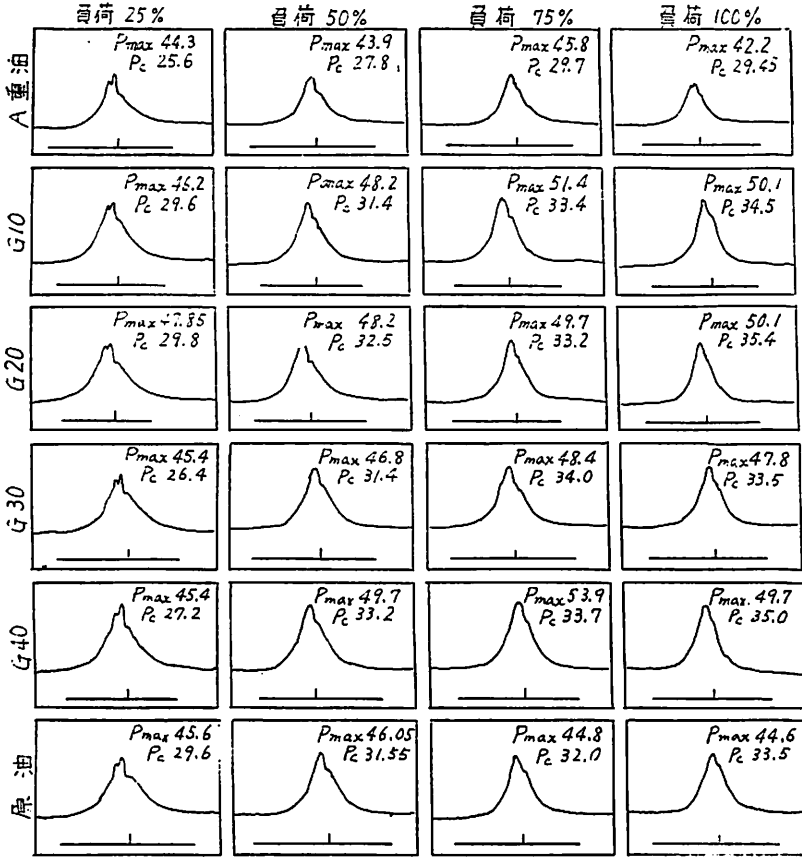 負荷 25% 負荷 50% 負荷 75% 負荷 100%
A重油
Pmax 44.3
Pc 25.6
Pmax 43.9
Pc 27.8
Pmax 45.8
Pc 29.7
Pmax 42.2
Pc 29.45
G10
Pmax 46.2
Pc 29.6
Pmax 48.2
Pc 31.4
Pmax 51.4
Pc 33.4
Pmax 50.1
Pc 34.5
G20
Pmax 47.85
Pc 29.8
Pmax 48.2
Pc 32.5
Pmax 49.7
Pc 33.2
Pmax 50.1
Pc 35.4
G30
Pmax 45.4
Pc 26.4
Pmax 46.8
Pc 31.4
Pmax 48.4
Pc 34.0
Pmax 47.8
Pc 33.5
G40
Pmax 45.4
Pc 27.2
Pmax 49.7
Pc 33.2
Pmax 53.9
Pc 33.7
Pmax 49.7
Pc 35.0
原油
Pmax 45.6
Pc 29.6
Pmax 46.05
Pc 31.55
Pmax 44.8
Pc 32.0
Pmax 44.6
Pc 33.5